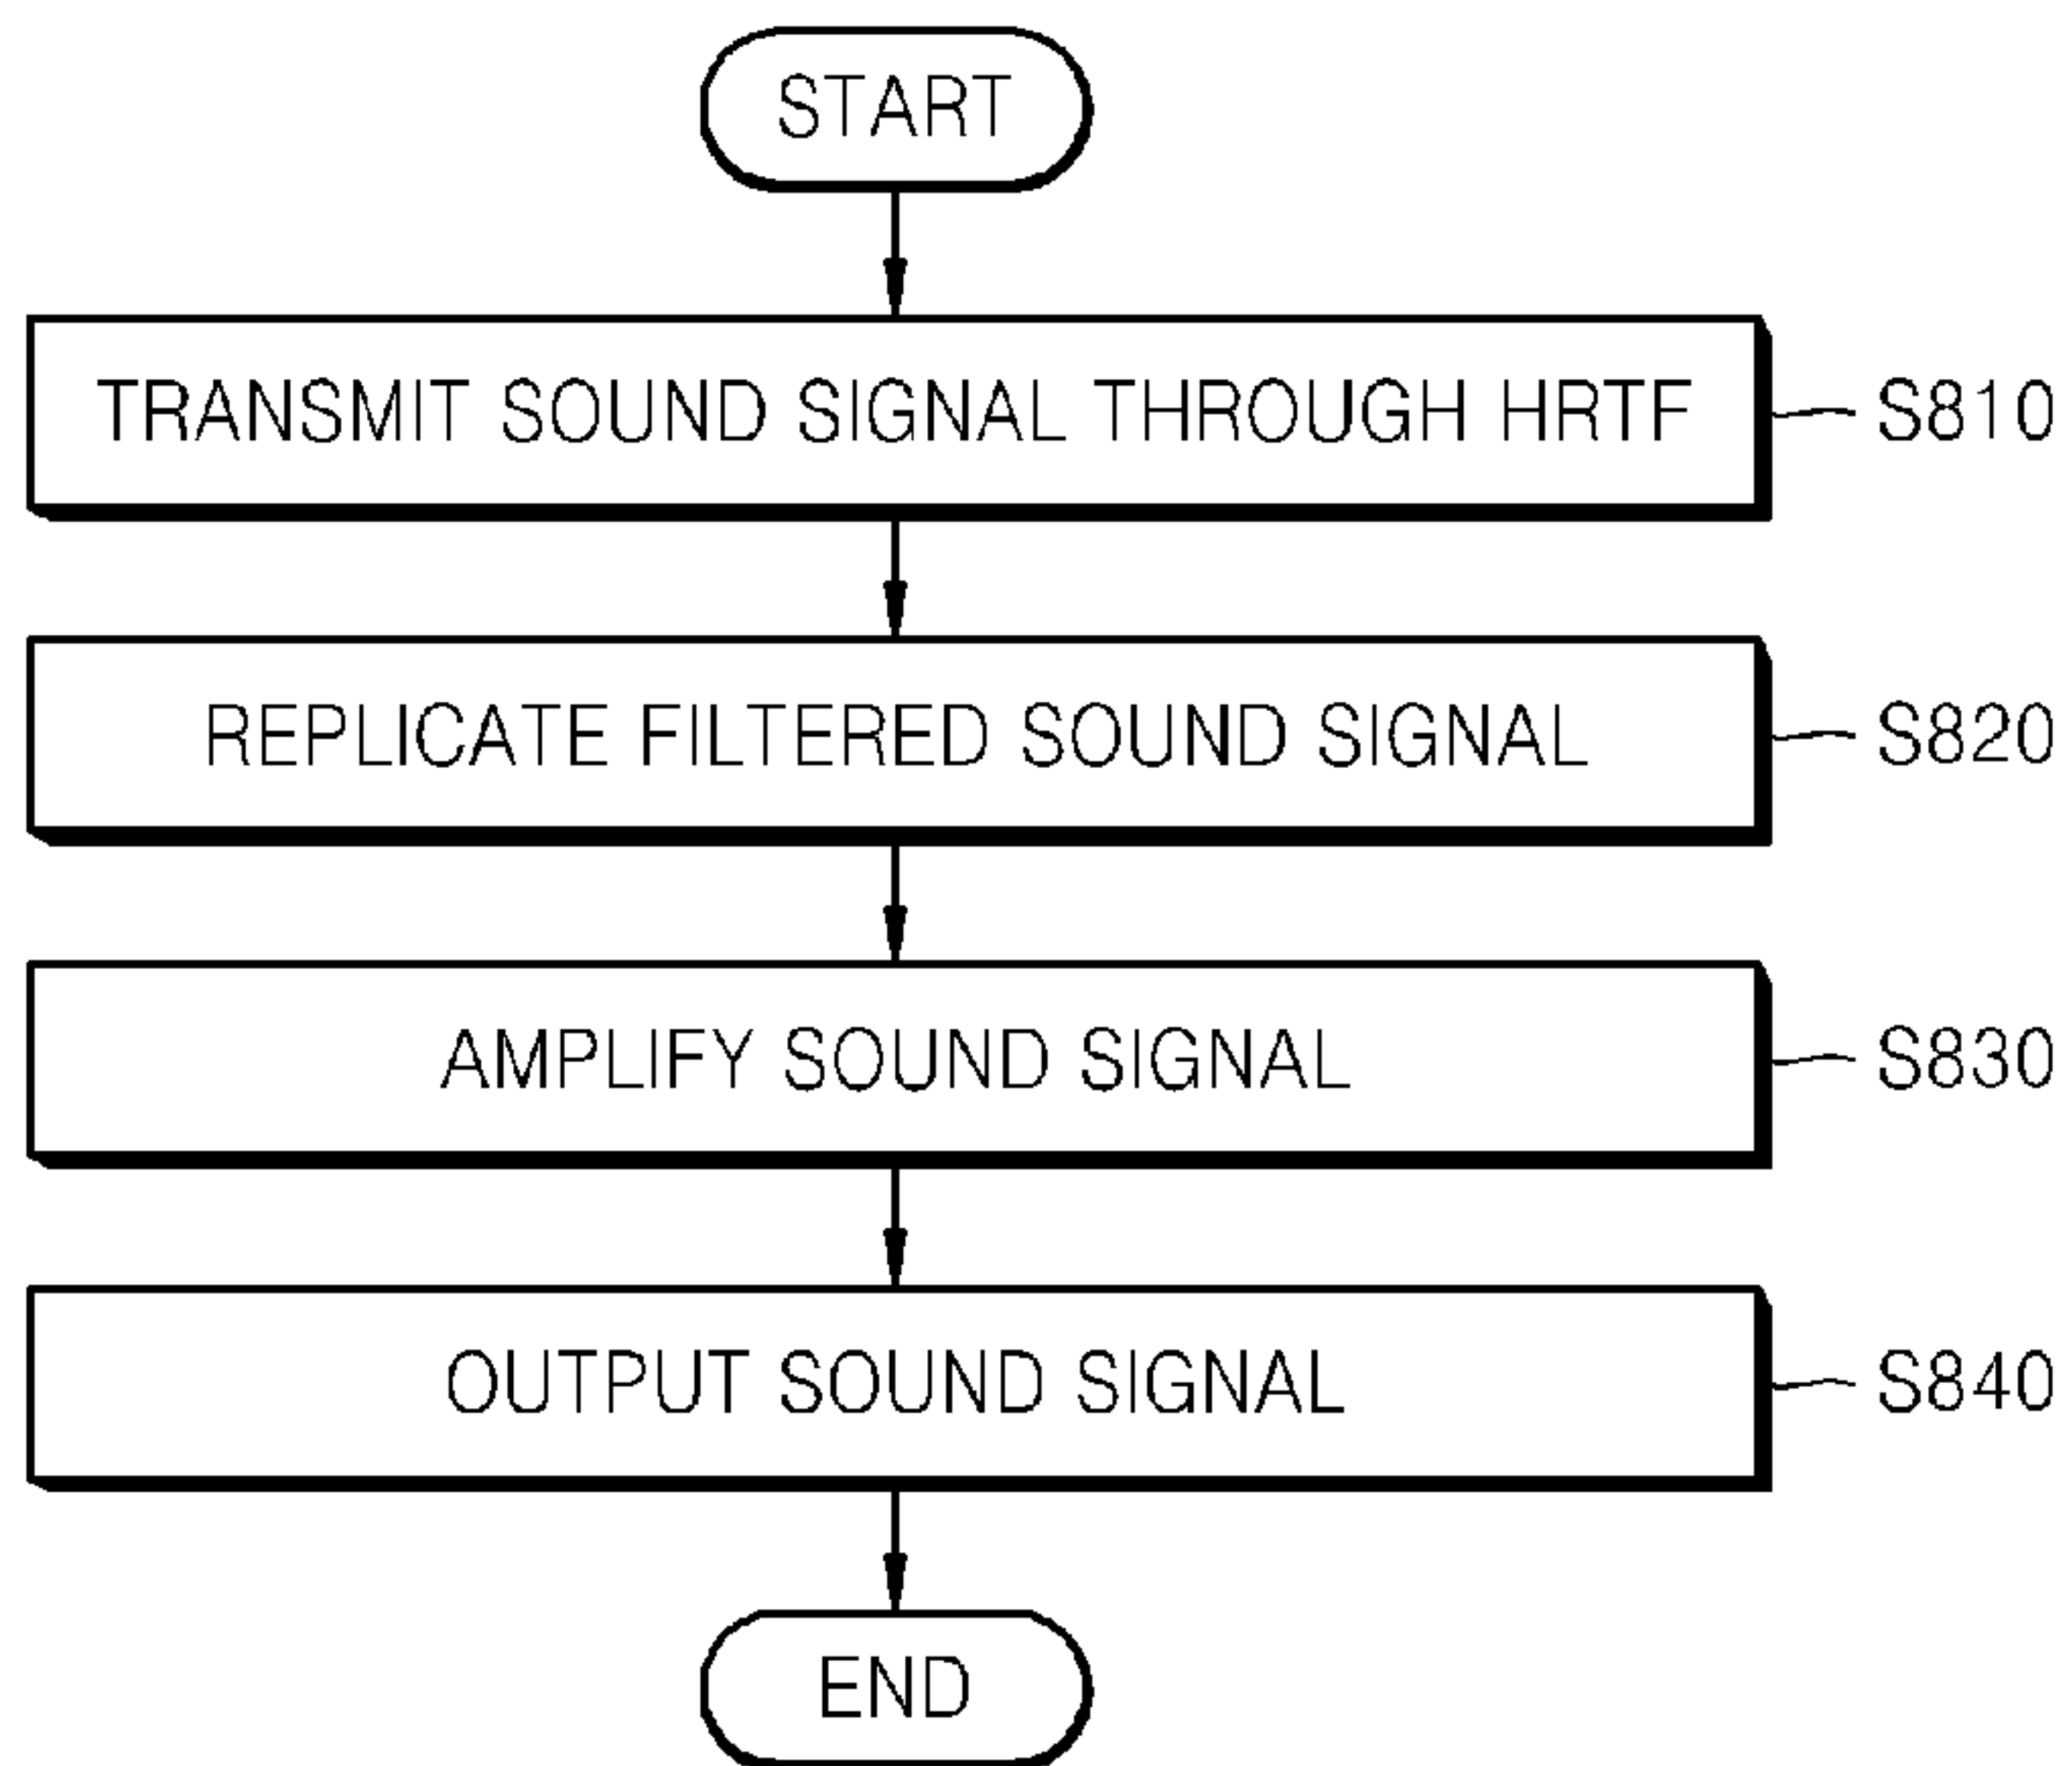 START
TRANSMIT SOUND SIGNAL THROUGH HRTF
S810
REPLICATE FILTERED SOUND SIGNAL
S820
AMPLIFY SOUND SIGNAL
S830
OUTPUT SOUND SIGNAL
S840
END